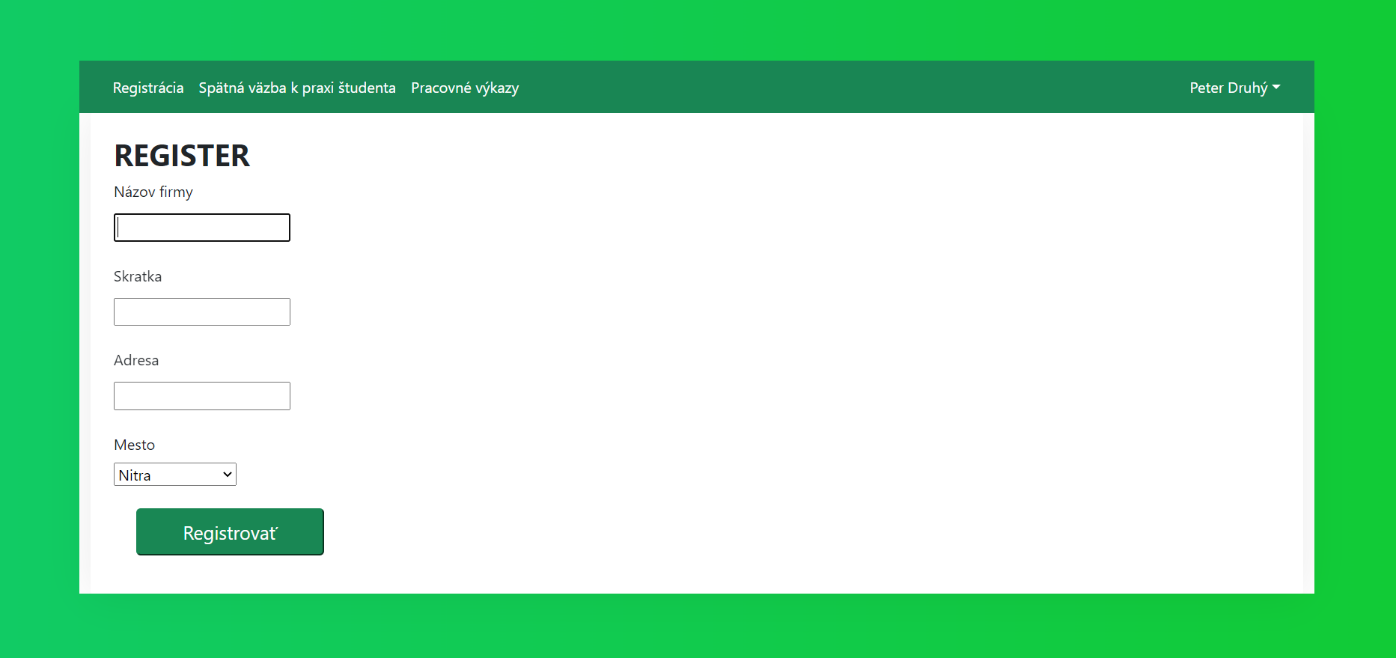 Registrácia Spätná väzba k praxi študenta Pracovné výkazy Peter Druhý
REGISTER
Názov firmy
Skratka
Adresa
Mesto
Nitra
Registrovať